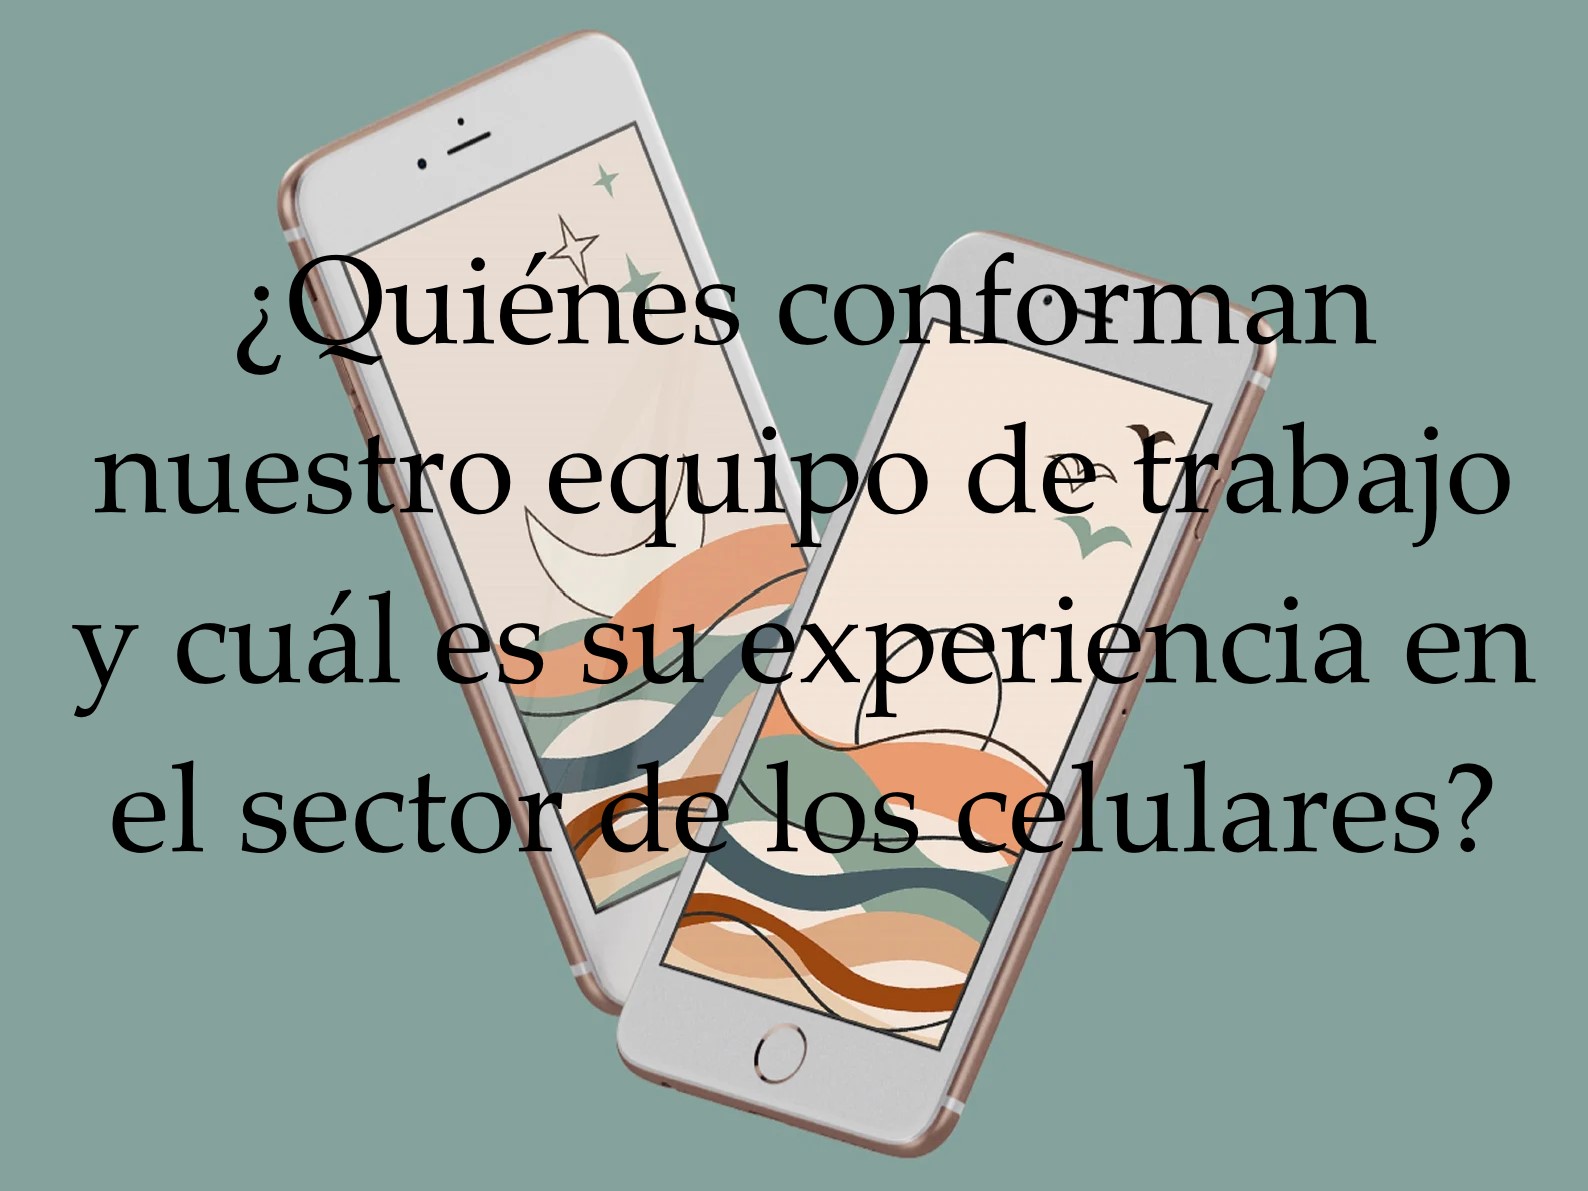 ¿Quiénes conforman
nuestro equipo de trabajo
y cuál es su experiencia en
el sector de los celulares?